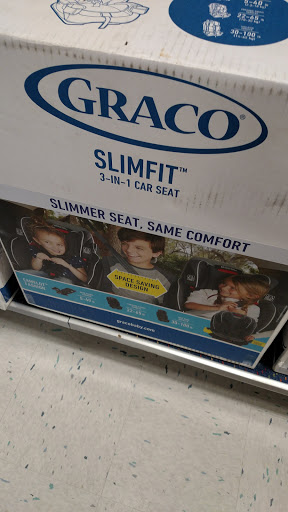 GRACO®
SLIMFIT™
3-IN-1 CAR SEAT
SLIMMER SEAT, SAME COMFORT
SPACE SAVING
DESIGN
gracobaby.com